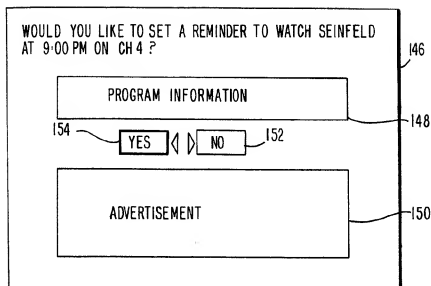 WOULD YOU LIKE TO SET A REMINDER TO WATCH SEINFELD
AT 9:00 PM ON CH 4 ?
146
PROGRAM INFORMATION
148
154 YES NO 152
ADVERTISEMENT
150